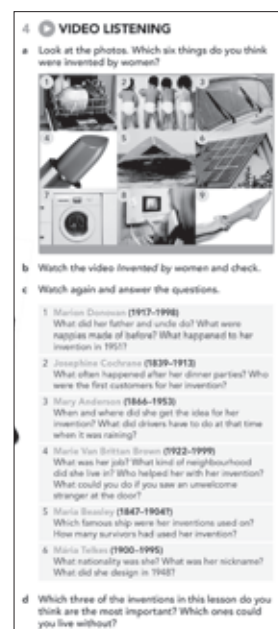 4 VIDEO LISTENING
a Look at the photos. Which six things do you think
were invented by women?
1 2 3
4 5 6
7 8 9
b Watch the video Invented by women and check.
c Watch again and answer the questions.
1 Marion Donovan (1917–1998)
What did her father and uncle do? What were
nappies made of before? What happened to her
invention in 1951?
2 Josephine Cochrane (1839–1913)
What often happened after her dinner parties? Who
were the first customers for her invention?
3 Mary Anderson (1866–1953)
When and where did she get the idea for her
invention? What did drivers have to do at that time
when it was raining?
4 Marie Van Brittan Brown (1922–1999)
What was her job? What kind of neighbourhood
did she live in? Who helped her with her invention?
What could you do if you saw an unwelcome
stranger at the door?
5 Maria Beasley (1847–1904?)
Which famous ship were her inventions used on?
How many survivors had used her invention?
6 Mária Telkes (1900–1995)
What nationality was she? What was her nickname?
What did she design in 1948?
d Which three of the inventions in this lesson do you
think are the most important? Which ones could
you live without?